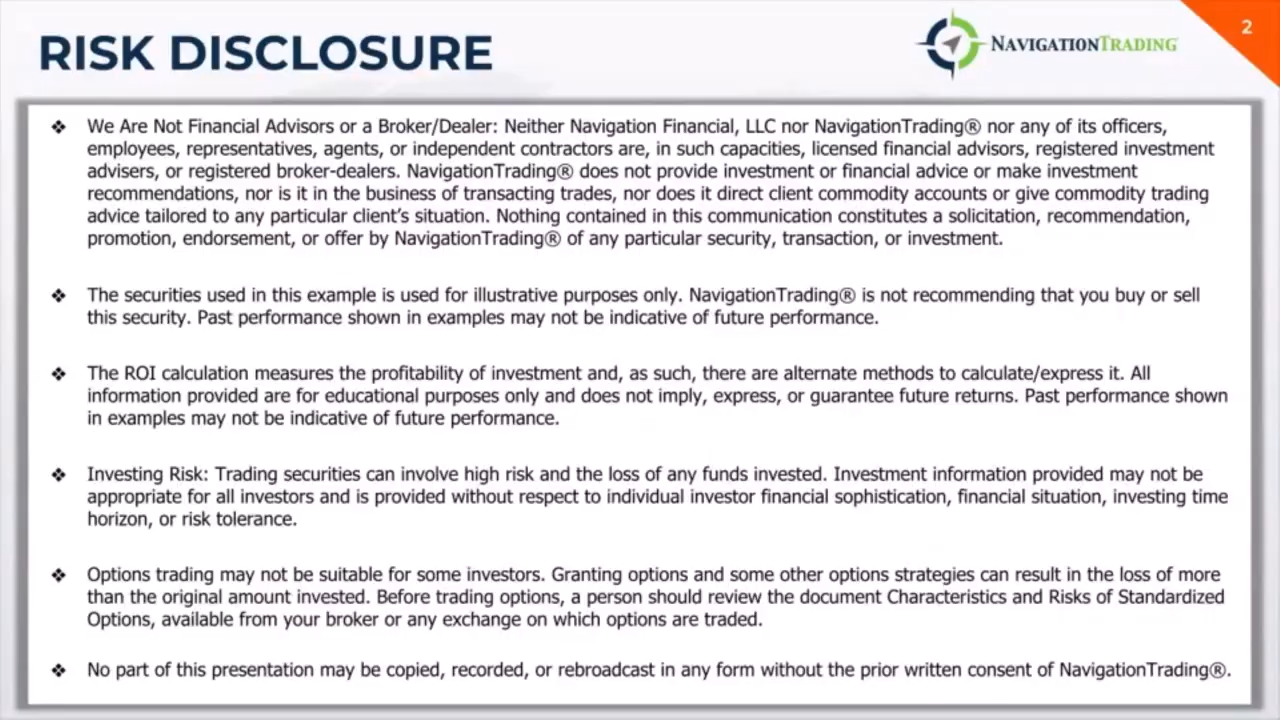 RISK DISCLOSURE
NAVIGATIONTRADING
2
❖ We Are Not Financial Advisors or a Broker/Dealer: Neither Navigation Financial, LLC nor NavigationTrading® nor any of its officers,
employees, representatives, agents, or independent contractors are, in such capacities, licensed financial advisors, registered investment
advisers, or registered broker-dealers. NavigationTrading® does not provide investment or financial advice or make investment
recommendations, nor is it in the business of transacting trades, nor does it direct client commodity accounts or give commodity trading
advice tailored to any particular client's situation. Nothing contained in this communication constitutes a solicitation, recommendation,
promotion, endorsement, or offer by NavigationTrading® of any particular security, transaction, or investment.
❖ The securities used in this example is used for illustrative purposes only. NavigationTrading® is not recommending that you buy or sell
this security. Past performance shown in examples may not be indicative of future performance.
❖ The ROI calculation measures the profitability of investment and, as such, there are alternate methods to calculate/express it. All
information provided are for educational purposes only and does not imply, express, or guarantee future returns. Past performance shown
in examples may not be indicative of future performance.
❖ Investing Risk: Trading securities can involve high risk and the loss of any funds invested. Investment information provided may not be
appropriate for all investors and is provided without respect to individual investor financial sophistication, financial situation, investing time
horizon, or risk tolerance.
❖ Options trading may not be suitable for some investors. Granting options and some other options strategies can result in the loss of more
than the original amount invested. Before trading options, a person should review the document Characteristics and Risks of Standardized
Options, available from your broker or any exchange on which options are traded.
❖ No part of this presentation may be copied, recorded, or rebroadcast in any form without the prior written consent of NavigationTrading®.